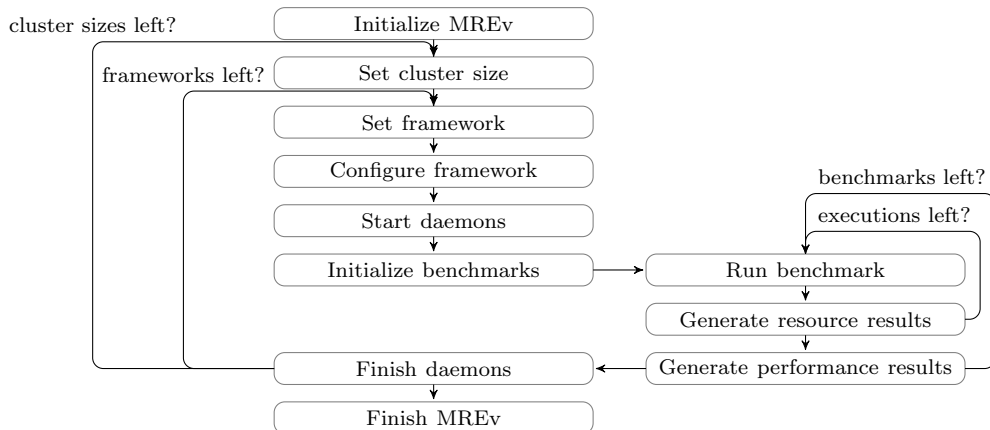 cluster sizes left?
Initialize MREv
Set cluster size
frameworks left?
Set framework
Configure framework
Start daemons
Initialize benchmarks
benchmarks left?
executions left?
Run benchmark
Generate resource results
Generate performance results
Finish daemons
Finish MREv